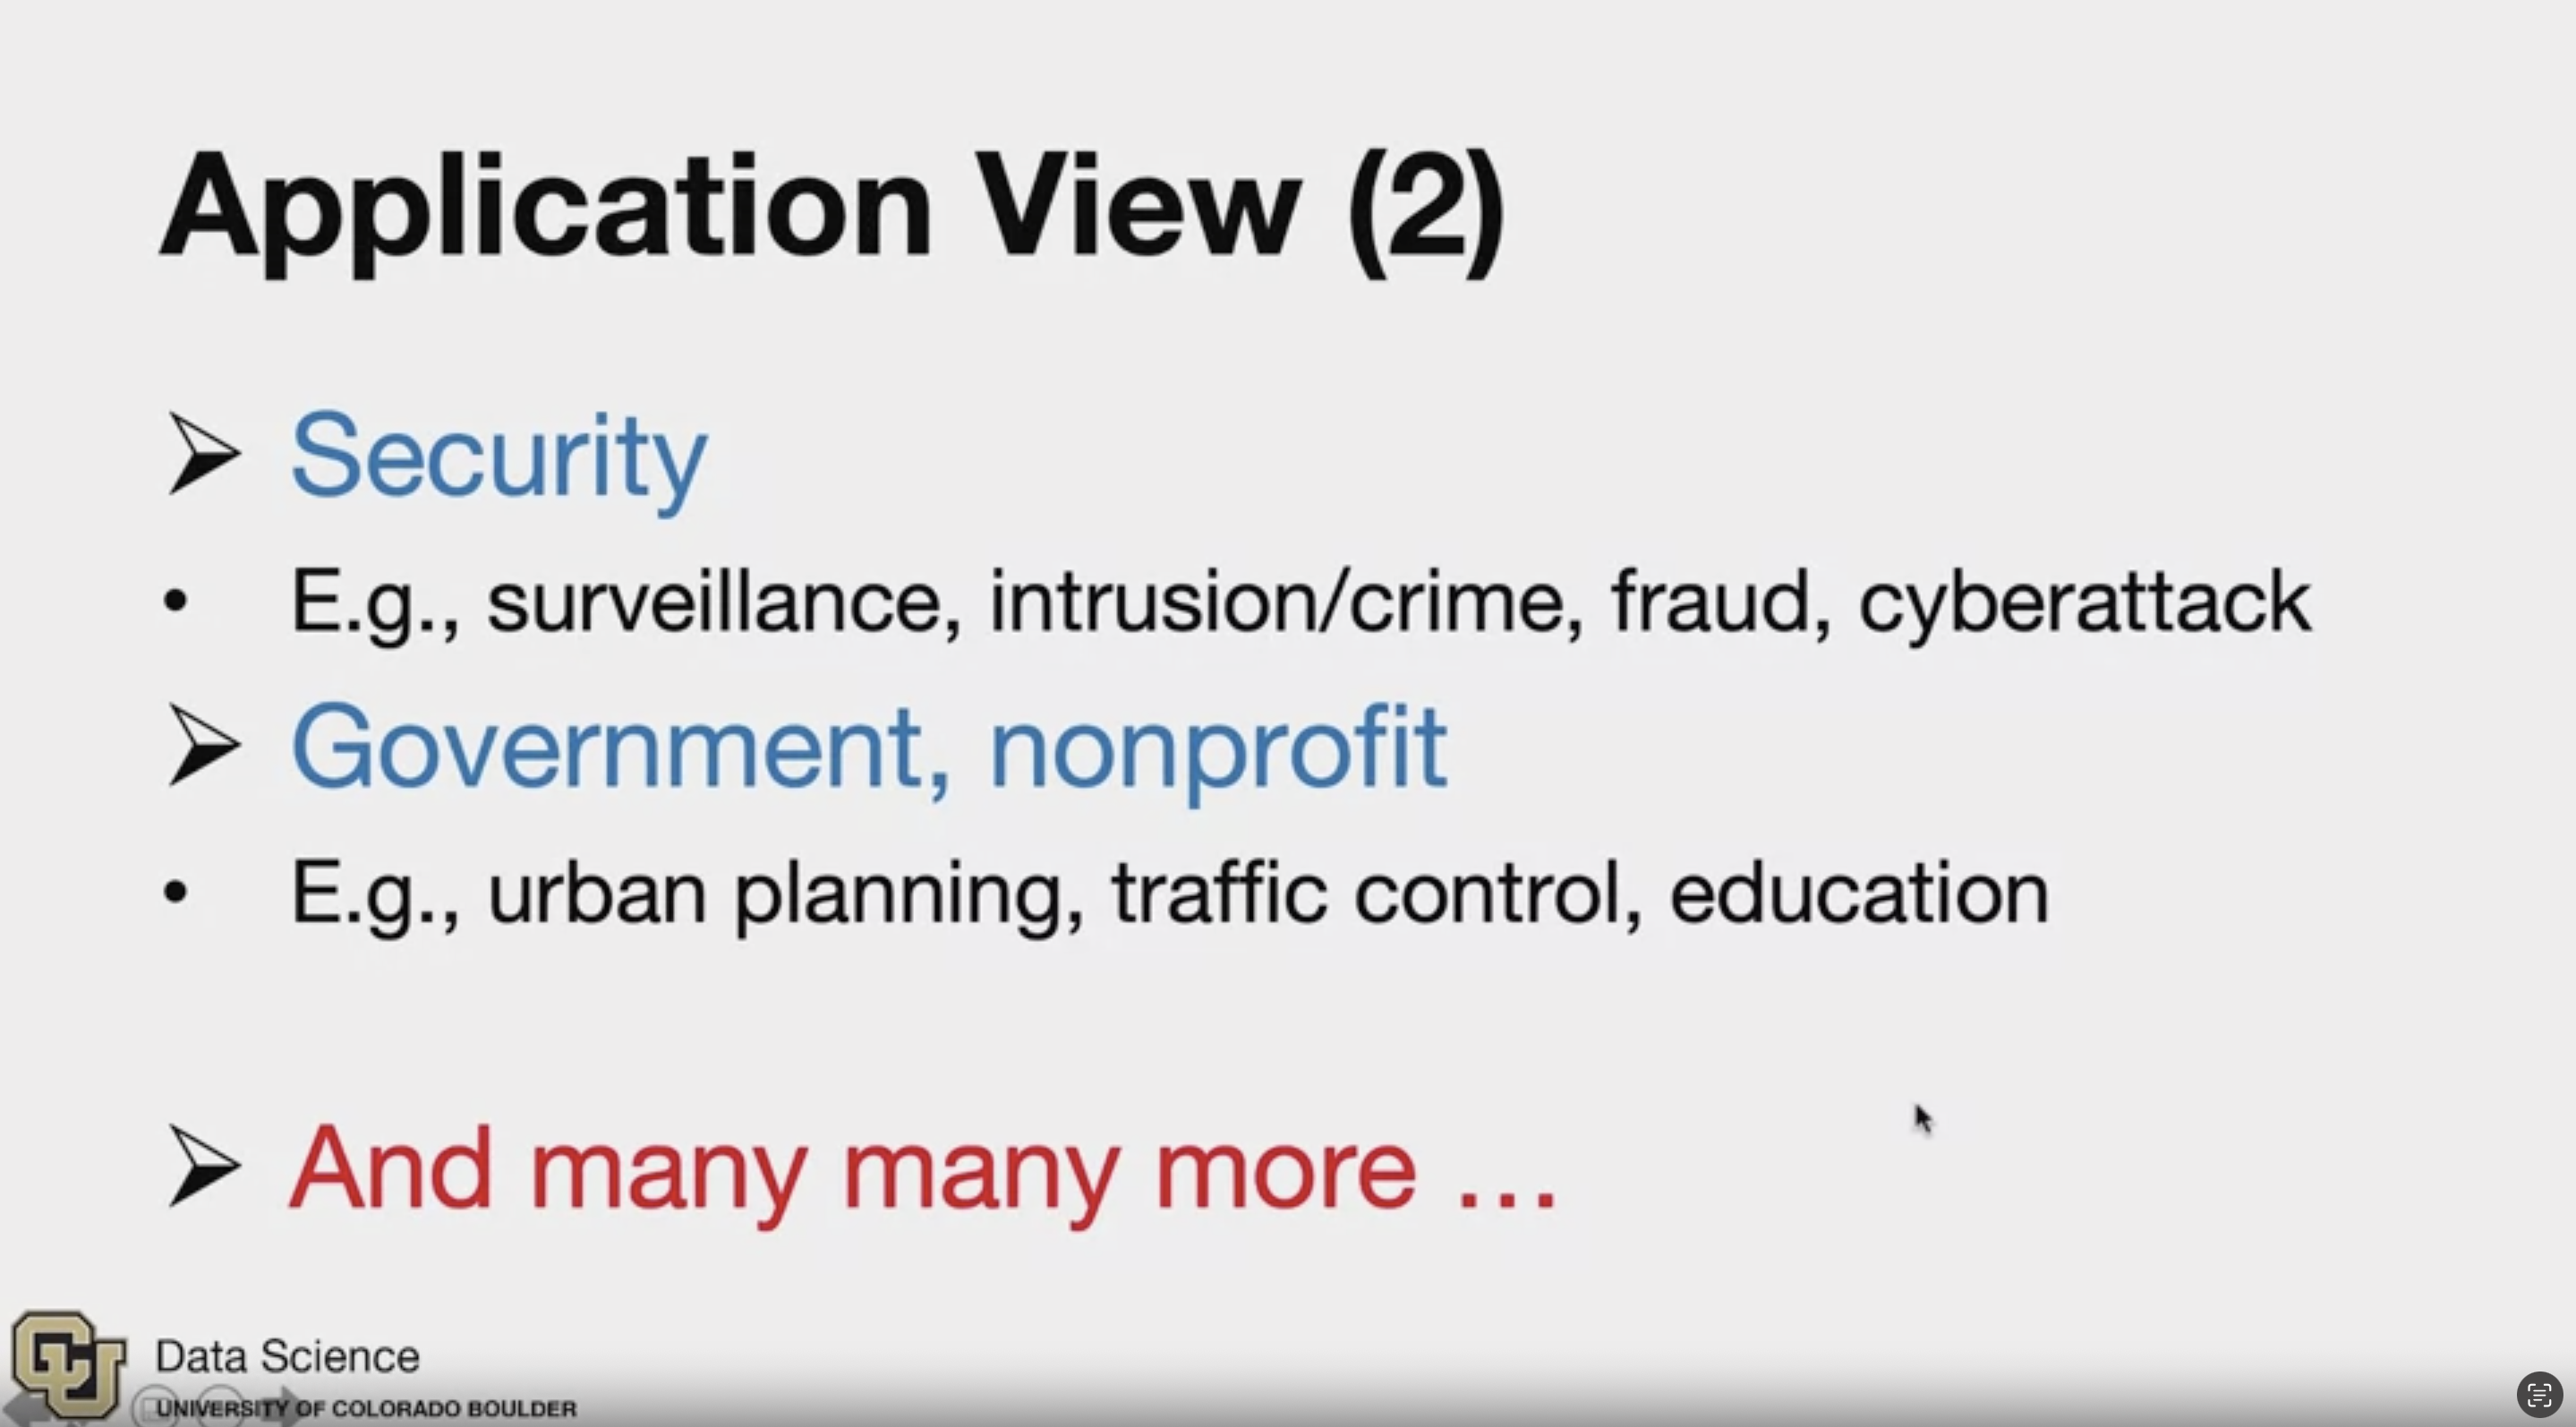 Application View (2)
➢ Security
• E.g., surveillance, intrusion/crime, fraud, cyberattack
➢ Government, nonprofit
• E.g., urban planning, traffic control, education
➢ And many many more …
CU
Data Science
UNIVERSITY OF COLORADO BOULDER